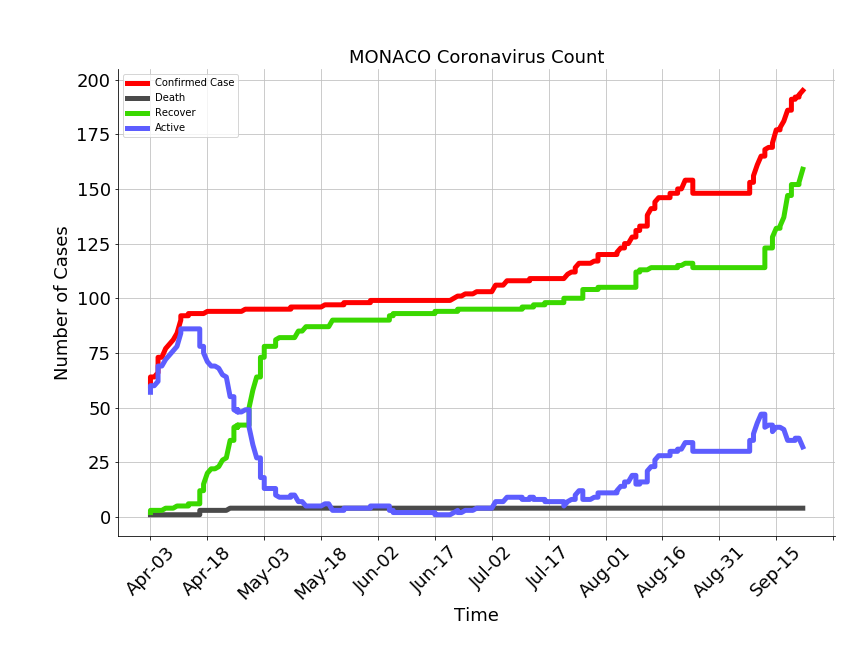 MONACO Coronavirus Count
Confirmed Case
Death
Recover
Active
200
175
150
125
100
75
50
25
0
Number of Cases
Apr-03
Apr-18
May-03
May-18
Jun-02
Jun-17
Jul-02
Jul-17
Aug-01
Aug-16
Aug-31
Sep-15
Time